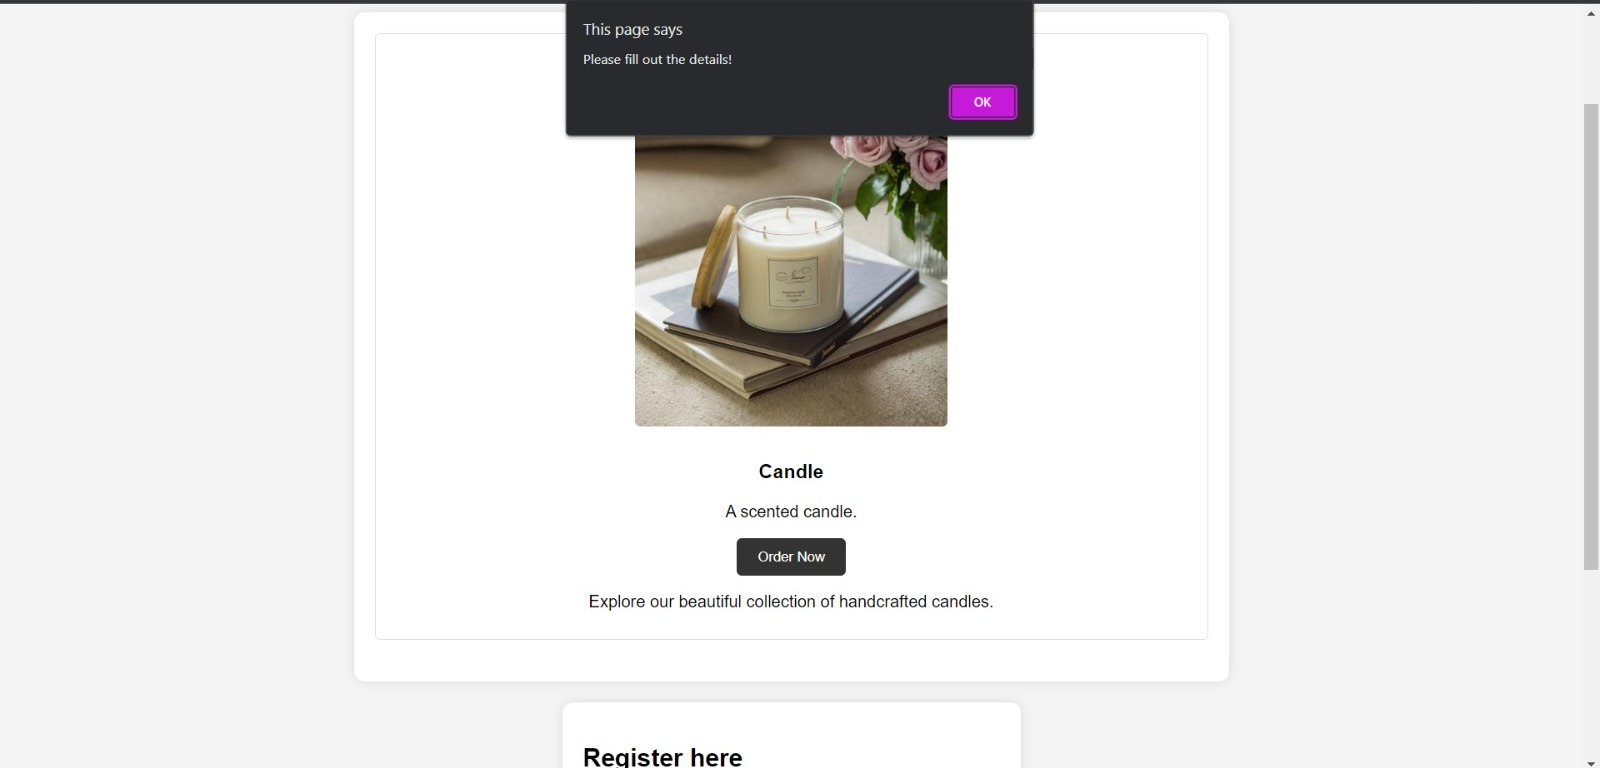 This page says
Please fill out the details!
OK
Candle
A scented candle.
Order Now
Explore our beautiful collection of handcrafted candles.
Register here